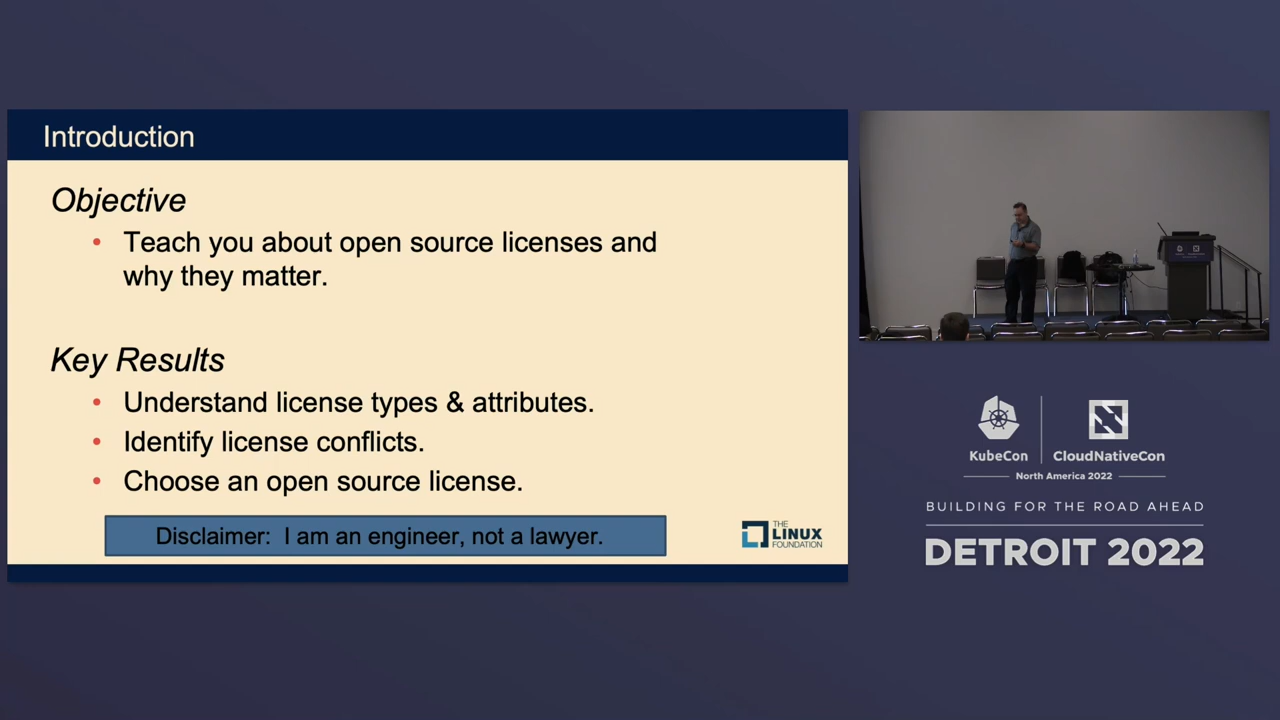 Introduction
Objective
• Teach you about open source licenses and
why they matter.
Key Results
• Understand license types & attributes.
• Identify license conflicts.
• Choose an open source license.
Disclaimer: I am an engineer, not a lawyer.
THE
LINUX
FOUNDATION
KubeCon
CloudNativeCon
North America 2022
BUILDING FOR THE ROAD AHEAD
DETROIT 2022